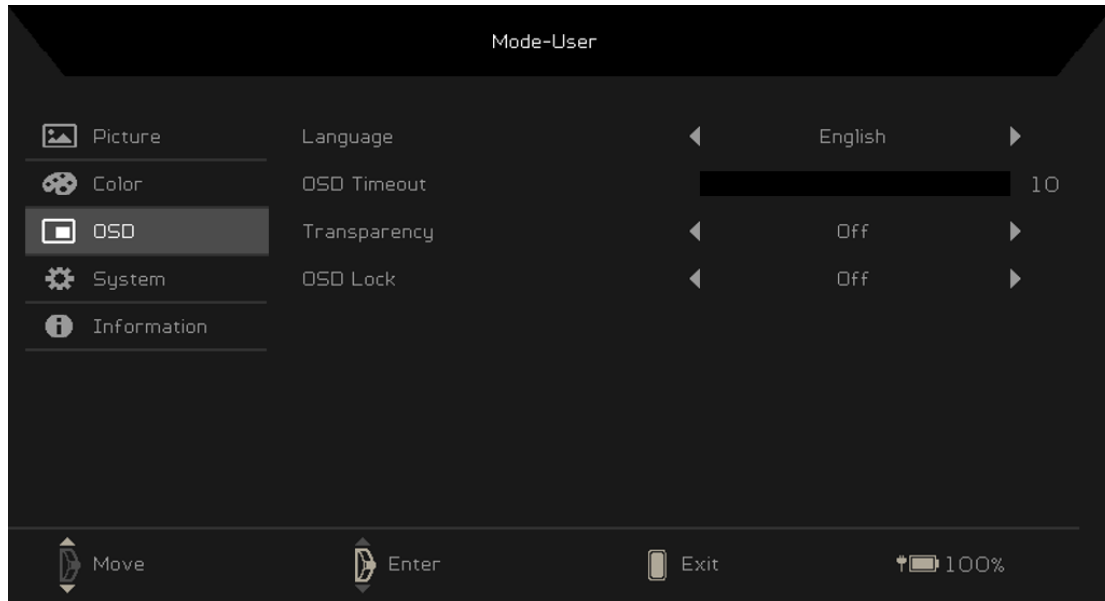 Mode-User
Picture
Language
English
Color
OSD Timeout
10
OSD
Transparency
Off
System
OSD Lock
Off
Information
Move
Enter
Exit
100%